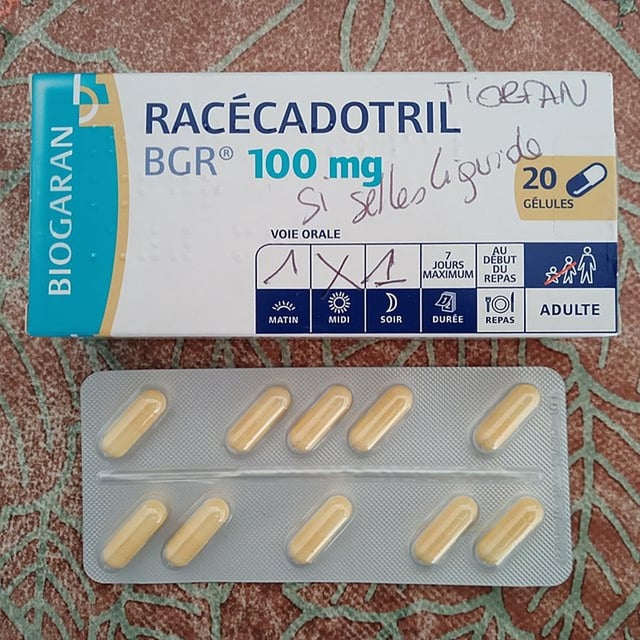 BIOGARAN
TIORFAN
RACÉCADOTRIL
BGR® 100 mg
si selles liquide
20
GÉLULES
VOIE ORALE
1 X 1
7
JOURS
MAXIMUM
AU
DÉBUT
DU
REPAS
MATIN
MIDI
SOIR
DURÉE
REPAS
ADULTE